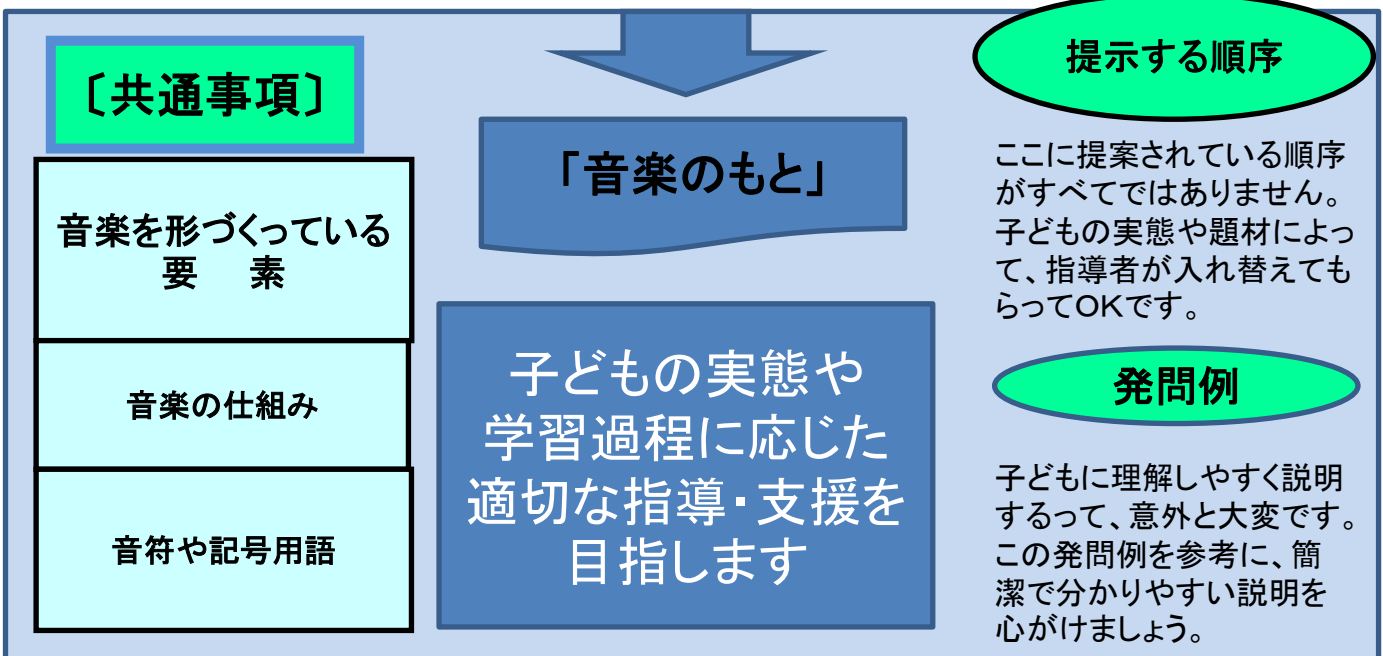 〔共通事項〕
音楽を形づくっている
要　素
音楽の仕組み
音符や記号用語
「音楽のもと」
子どもの実態や
学習過程に応じた
適切な指導・支援を
目指します
提示する順序
ここに提案されている順序
がすべてではありません。
子どもの実態や題材によっ
て、指導者が入れ替えても
らってOKです。
発問例
子どもに理解しやすく説明
するって、意外と大変です。
この発問例を参考に、簡
潔で分かりやすい説明を
心がけましょう。